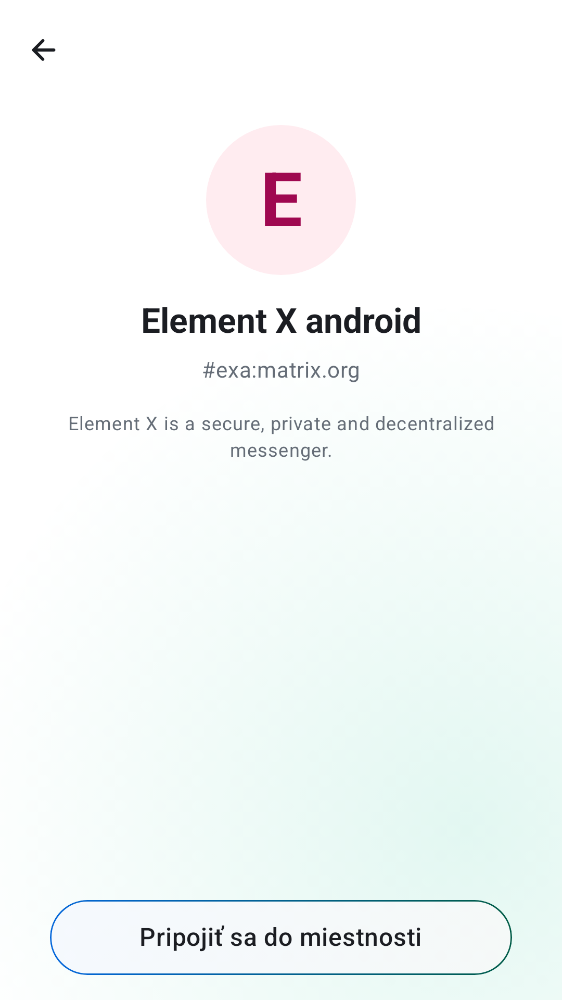 E
Element X android
#exa:matrix.org
Element X is a secure, private and decentralized
messenger.
Pripojiť sa do miestnosti